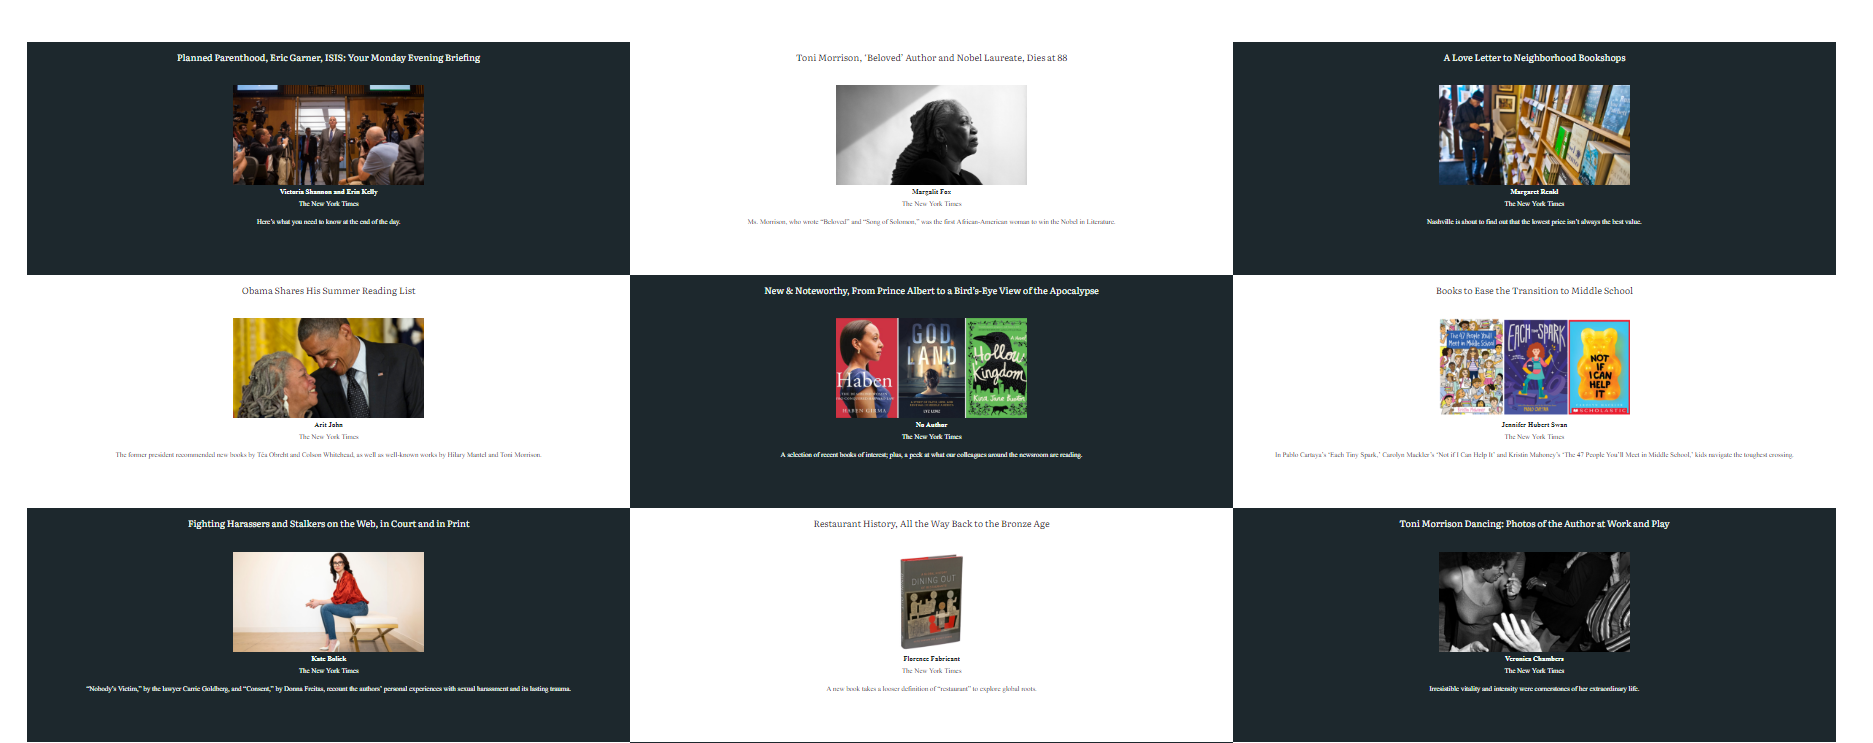 Planned Parenthood, Eric Garner, ISIS: Your Monday Evening Briefing
Victoria Shannon and Erin Kelly
The New York Times
Here's what you need to know at the end of the day.
Toni Morrison, ‘Beloved’ Author and Nobel Laureate, Dies at 88
Margalit Fox
The New York Times
Ms. Morrison, who wrote “Beloved” and “Song of Solomon,” was the first African-American woman to win the Nobel in Literature.
A Love Letter to Neighborhood Bookshops
Margaret Renkl
The New York Times
Nashville is about to find out that the lowest price isn’t always the best value.
Obama Shares His Summer Reading List
Arit John
The New York Times
The former president recommended new books by Téa Obreht and Colson Whitehead, as well as well-known works by Hilary Mantel and Toni Morrison.
New & Noteworthy, From Prince Albert to a Bird’s-Eye View of the Apocalypse
Haben
HABEN GIRMA
GOD
LAND
LYZ LENZ
Hollow
Kingdom
Kira Jane Buxton
No Author
The New York Times
A selection of recent books of interest; plus, a peek at what our colleagues around the newsroom are reading.
Books to Ease the Transition to Middle School
The 47 People You'll
Meet in Middle School
EACH TINY SPARK
PABLO CARTAYA
NOT
IF I CAN
HELP
IT
SCHOLASTIC
Jennifer Hubert Swan
The New York Times
In Pablo Cartaya’s ‘Each Tiny Spark,’ Carolyn Mackler’s ‘Not if I Can Help It’ and Kristin Mahoney’s ‘The 47 People You’ll Meet in Middle School,’ kids navigate the toughest crossing.
Fighting Harassers and Stalkers on the Web, in Court and in Print
Kate Bolick
The New York Times
“Nobody’s Victim,” by the lawyer Carrie Goldberg, and “Consent,” by Donna Freitas, recount the authors’ personal experiences with sexual harassment and its lasting trauma.
Restaurant History, All the Way Back to the Bronze Age
DINING OUT
Florence Fabricant
The New York Times
A new book takes a looser definition of “restaurant” to explore global roots.
Toni Morrison Dancing: Photos of the Author at Work and Play
Veronica Chambers
The New York Times
Irresistible vitality and intensity were cornerstones of her extraordinary life.